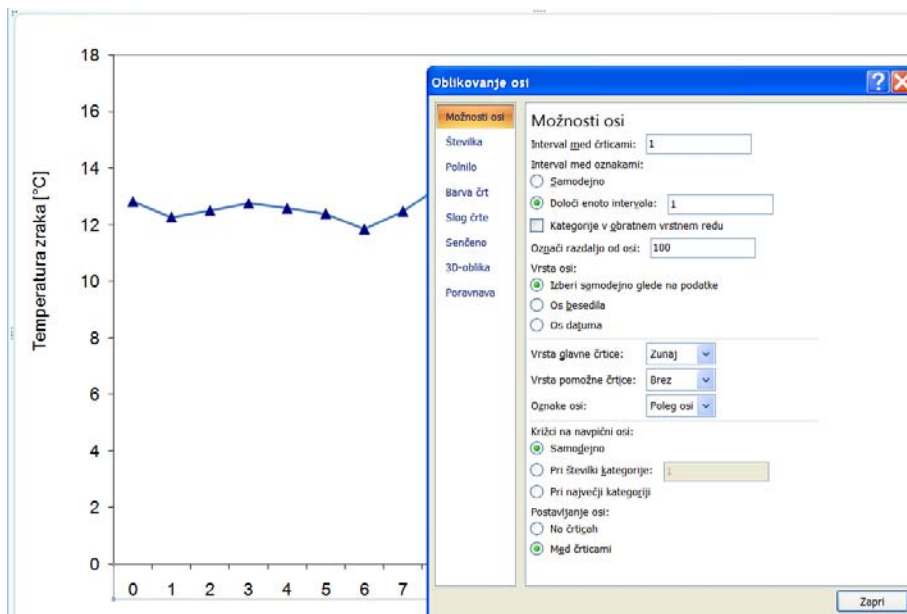 18
16
14
12
10
8
6
4
2
0
Temperatura zraka [°C]
0 1 2 3 4 5 6 7
Oblikovanje osi
Možnosti osi
Številka
Polnilo
Barva črt
Slog črte
Senčeno
3D-oblika
Poravnava
Možnosti osi
Interval med črticami: 1
Interval med oznakami:
Samodejno
Določi enoto intervala: 1
Kategorije v obratnem vrstnem redu
Označi razdaljo od osi: 100
Vrsta osi:
Izberi samodejno glede na podatke
Os besedila
Os datuma
Vrsta glavne črtice: Zunaj
Vrsta pomožne črtice: Brez
Oznake osi: Poleg osi
Križci na navpični osi:
Samodejno
Pri številki kategorije: 1
Pri največji kategoriji
Postavljanje osi:
Na črticah
Med črticami
Zapri